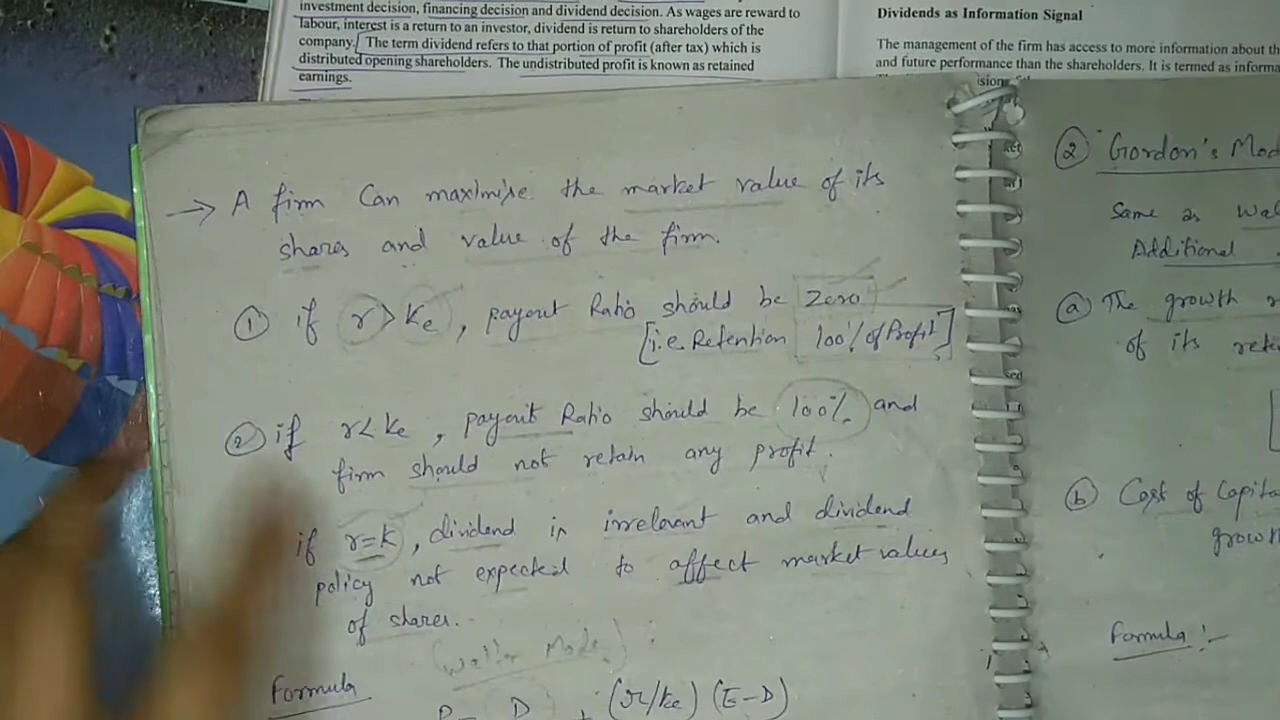 investment decision, financing decision and dividend decision. As wages are reward to
labour, interest is a return to an investor, dividend is return to shareholders of the
company. The term dividend refers to that portion of profit (after tax) which is
distributed opening shareholders. The undistributed profit is known as retained
earnings.
Dividends as Information Signal
The management of the firm has access to more information about th
and future performance than the shareholders. It is termed as informa
→ A firm Can maximise the market value of its
shares and value of the firm.
① if r > ke, payout Ratio should be Zero
[i.e. Retention 100% of Profit]
② if r < ke, payout Ratio should be 100% and
firm should not retain any profit.
if r=k, dividend is irrelevant and dividend
policy not expected to affect market values
of shares.
(Walter Model) :
Formula
P = D + (r/ke) (E-D)
② Gordon's Mod
Same as Wal
Additional
ⓐ The growth r
of its rete
ⓑ Cost of Capita
growth
Formula :-